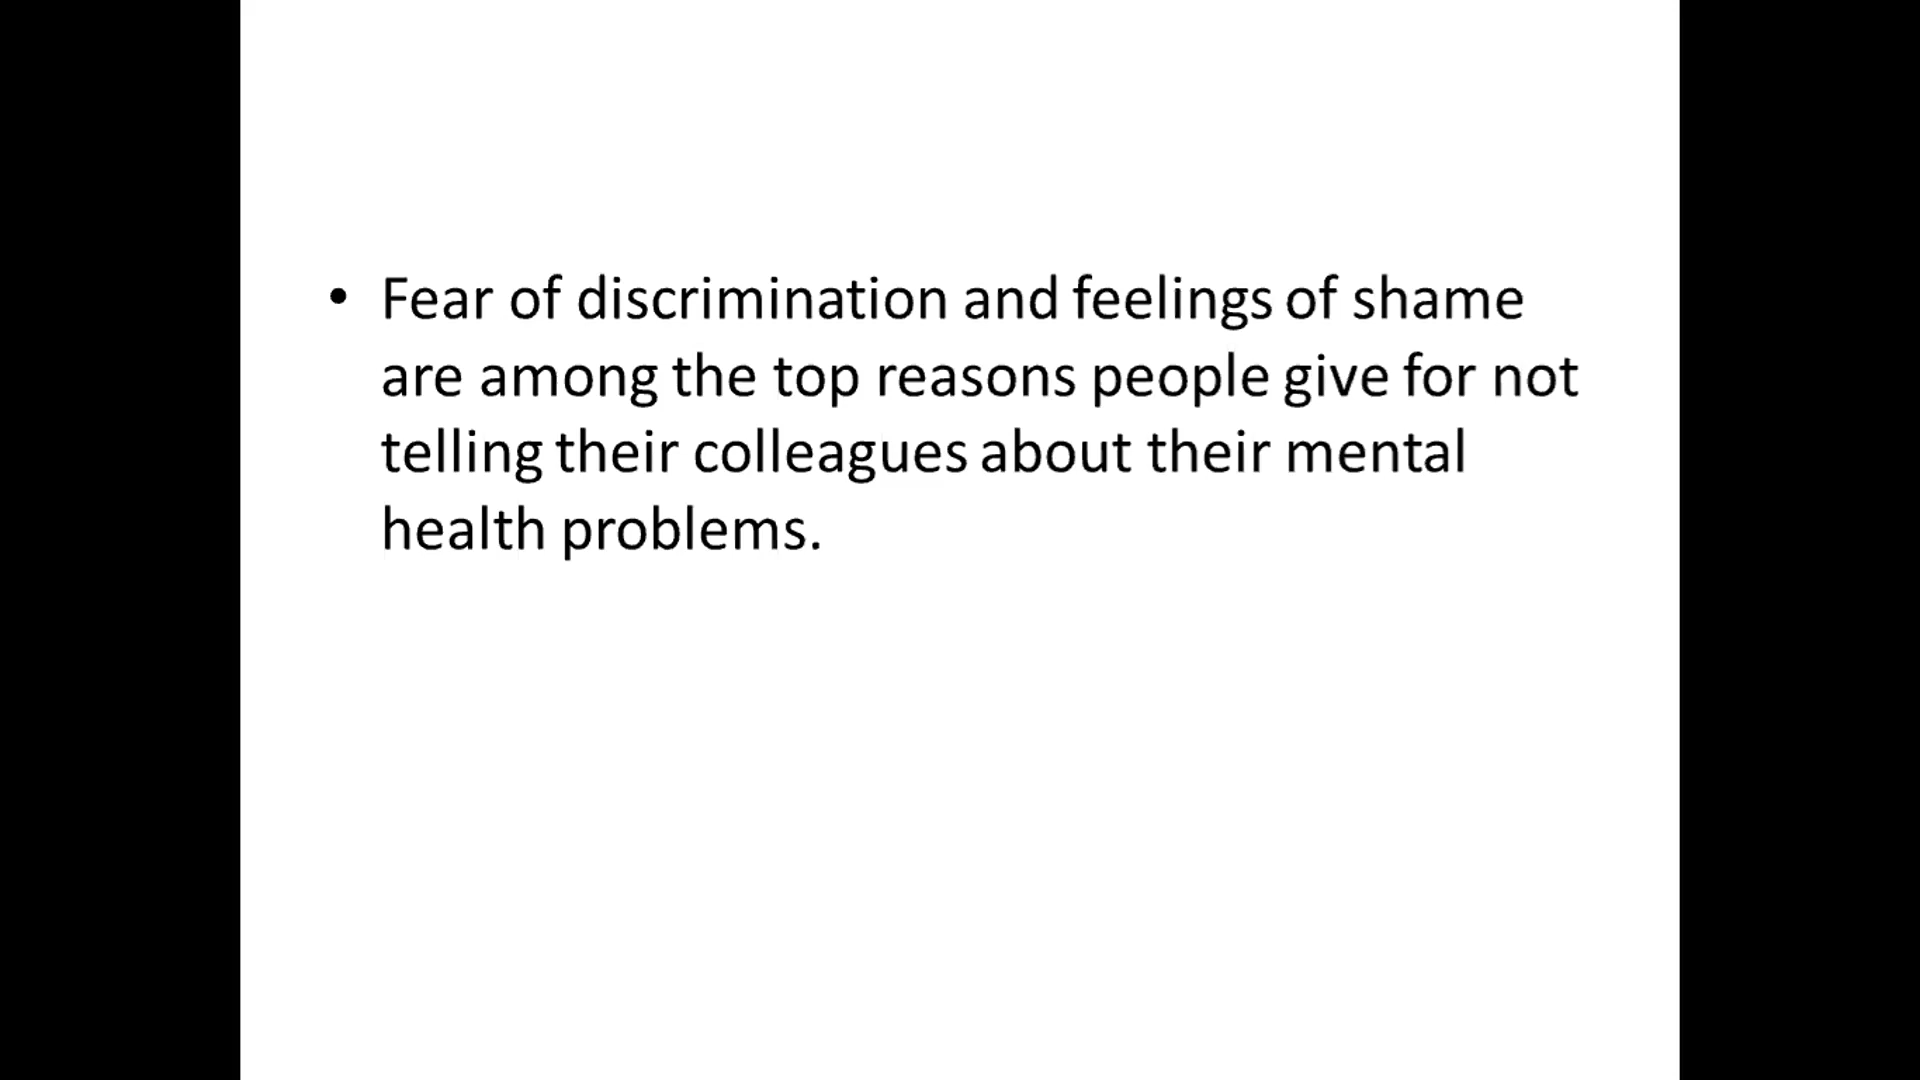 • Fear of discrimination and feelings of shame
are among the top reasons people give for not
telling their colleagues about their mental
health problems.